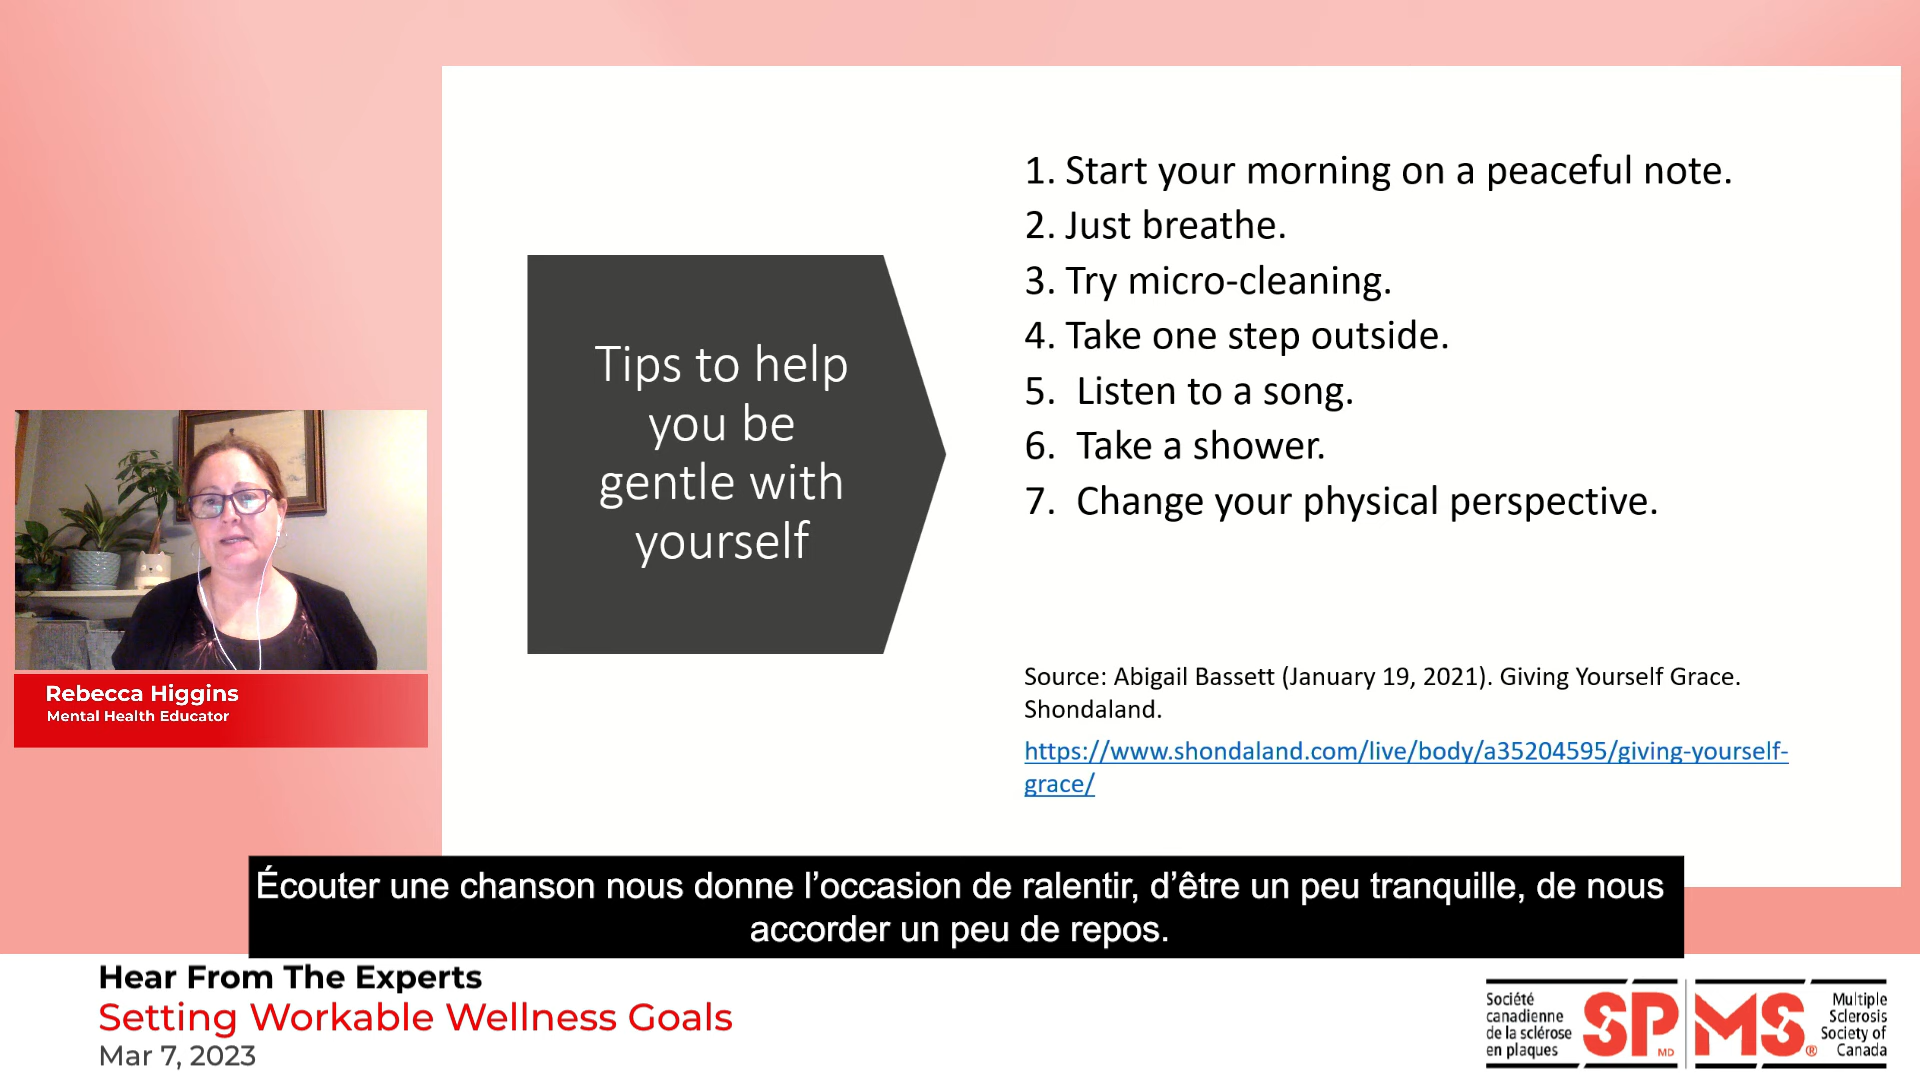 1. Start your morning on a peaceful note.
2. Just breathe.
3. Try micro-cleaning.
4. Take one step outside.
5. Listen to a song.
6. Take a shower.
7. Change your physical perspective.
Tips to help
you be
gentle with
yourself
Source: Abigail Bassett (January 19, 2021). Giving Yourself Grace.
Shondaland.
https://www.shondaland.com/live/body/a35204595/giving-yourself-
grace/
Rebecca Higgins
Mental Health Educator
Écouter une chanson nous donne l’occasion de ralentir, d’être un peu tranquille, de nous
accorder un peu de repos.
Hear From The Experts
Setting Workable Wellness Goals
Mar 7, 2023
Société
canadienne
de la sclérose
en plaques
SP
MD
MS
®
Multiple
Sclerosis
Society of
Canada